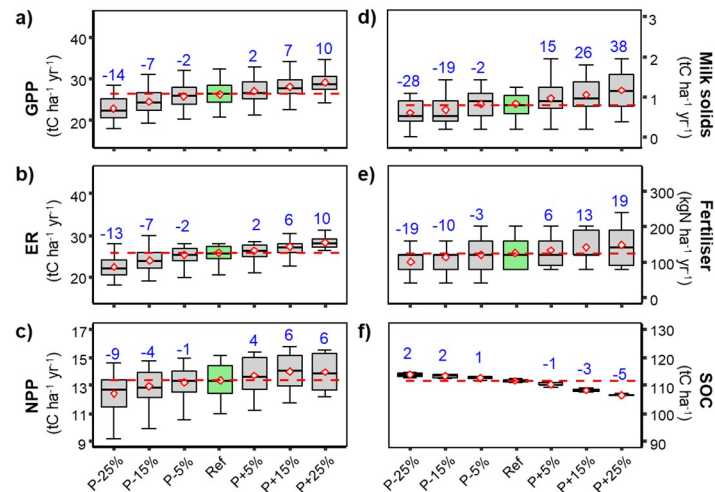 a)
GPP
(tC ha⁻¹ yr⁻¹)
40
30
20
-14 -7 -2 2 7 10
d)
Milk solids
(tC ha⁻¹ yr⁻¹)
3
2
1
0
-28 -19 -2 15 26 38
b)
ER
(tC ha⁻¹ yr⁻¹)
40
30
20
-13 -7 -2 2 6 10
e)
Fertiliser
(kgN ha⁻¹ yr⁻¹)
300
200
100
0
-19 -10 -3 6 13 19
c)
NPP
(tC ha⁻¹ yr⁻¹)
17
15
14
13
11
9
-9 -4 -1 4 6 6
P-25% P-15% P-5% Ref P+5% P+15% P+25%
f)
SOC
(tC ha⁻¹)
130
110
100
90
2 2 1 -1 -3 -5
P-25% P-15% P-5% Ref P+5% P+15% P+25%